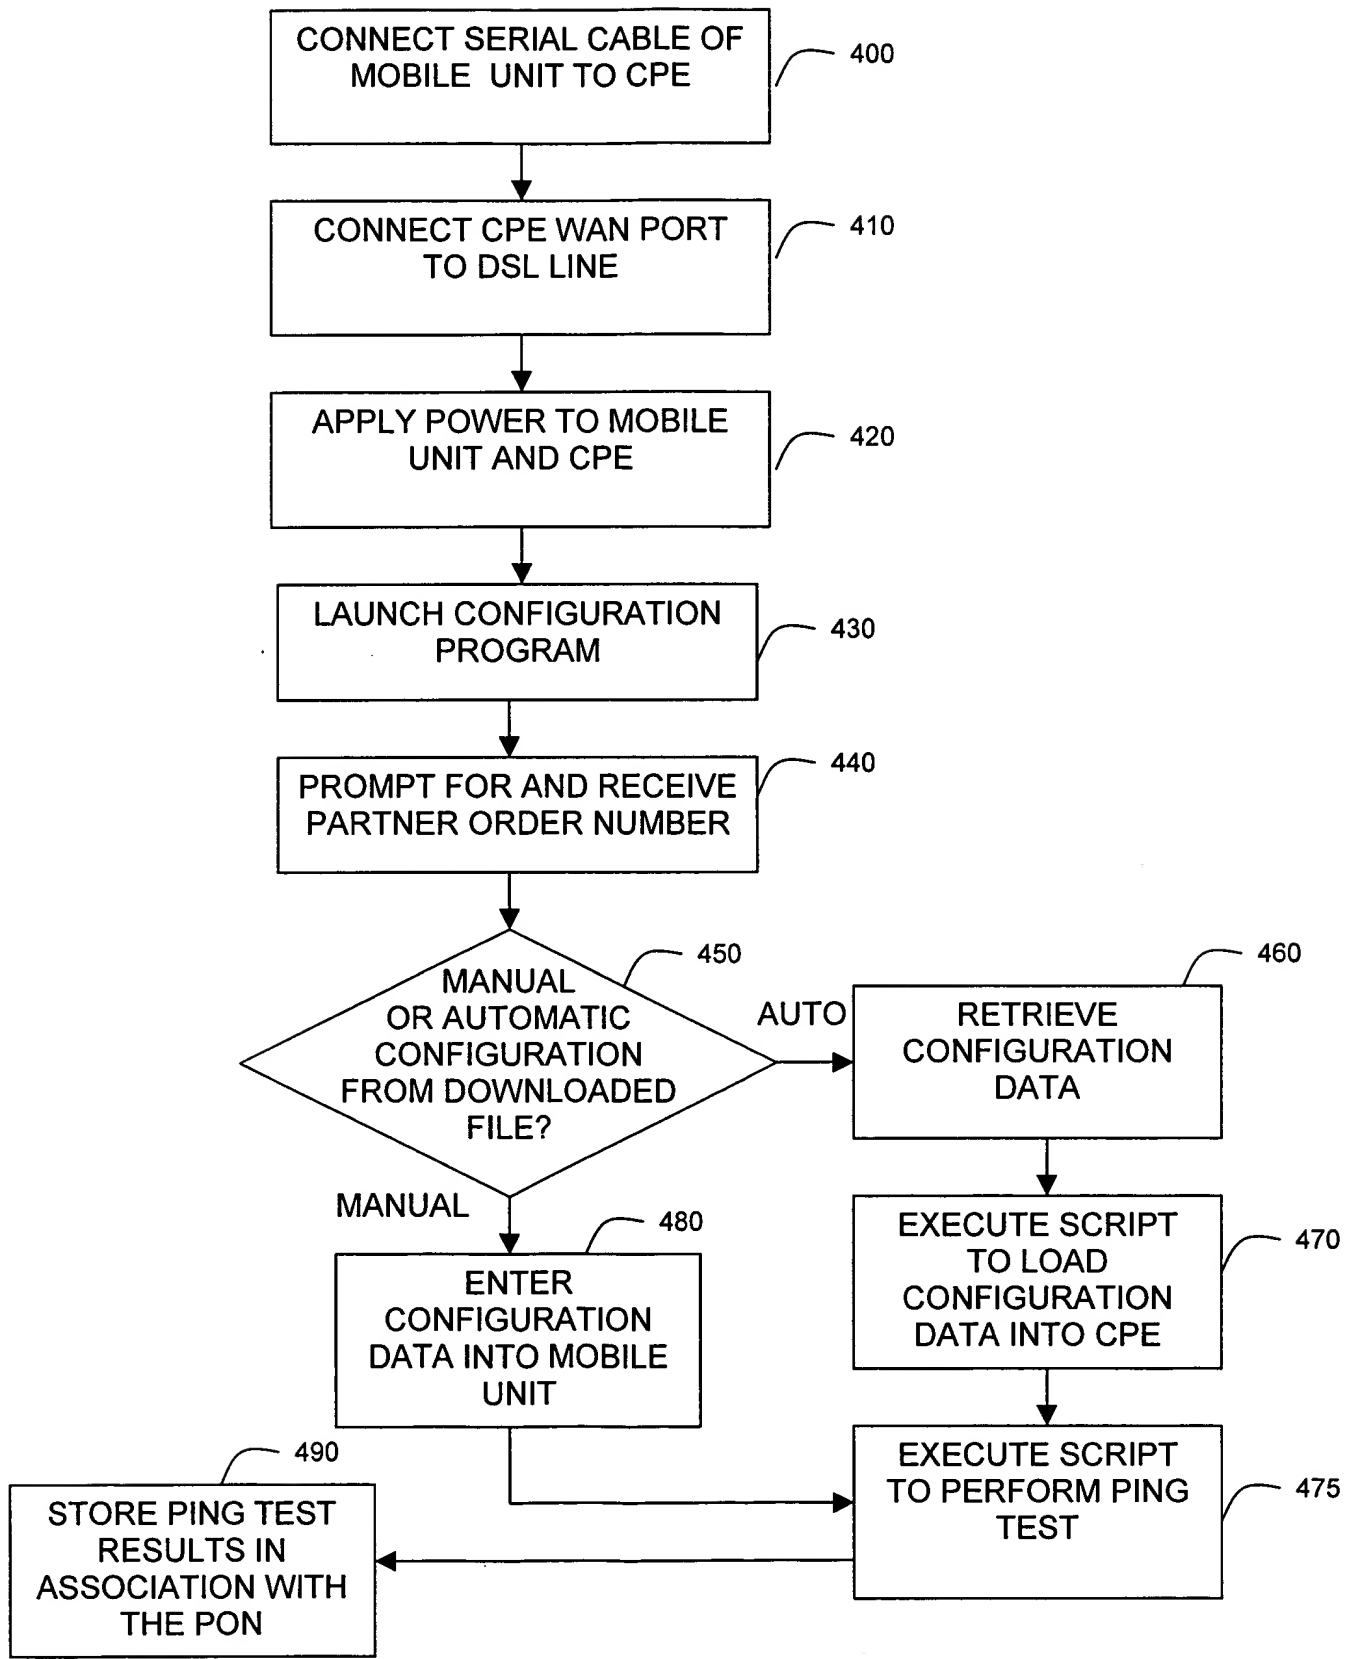 CONNECT SERIAL CABLE OF
MOBILE UNIT TO CPE
400
CONNECT CPE WAN PORT
TO DSL LINE
410
APPLY POWER TO MOBILE
UNIT AND CPE
420
LAUNCH CONFIGURATION
PROGRAM
430
PROMPT FOR AND RECEIVE
PARTNER ORDER NUMBER
440
MANUAL
OR AUTOMATIC
CONFIGURATION
FROM DOWNLOADED
FILE?
450
AUTO
RETRIEVE
CONFIGURATION
DATA
460
EXECUTE SCRIPT
TO LOAD
CONFIGURATION
DATA INTO CPE
470
MANUAL
ENTER
CONFIGURATION
DATA INTO MOBILE
UNIT
480
EXECUTE SCRIPT
TO PERFORM PING
TEST
475
STORE PING TEST
RESULTS IN
ASSOCIATION WITH
THE PON
490